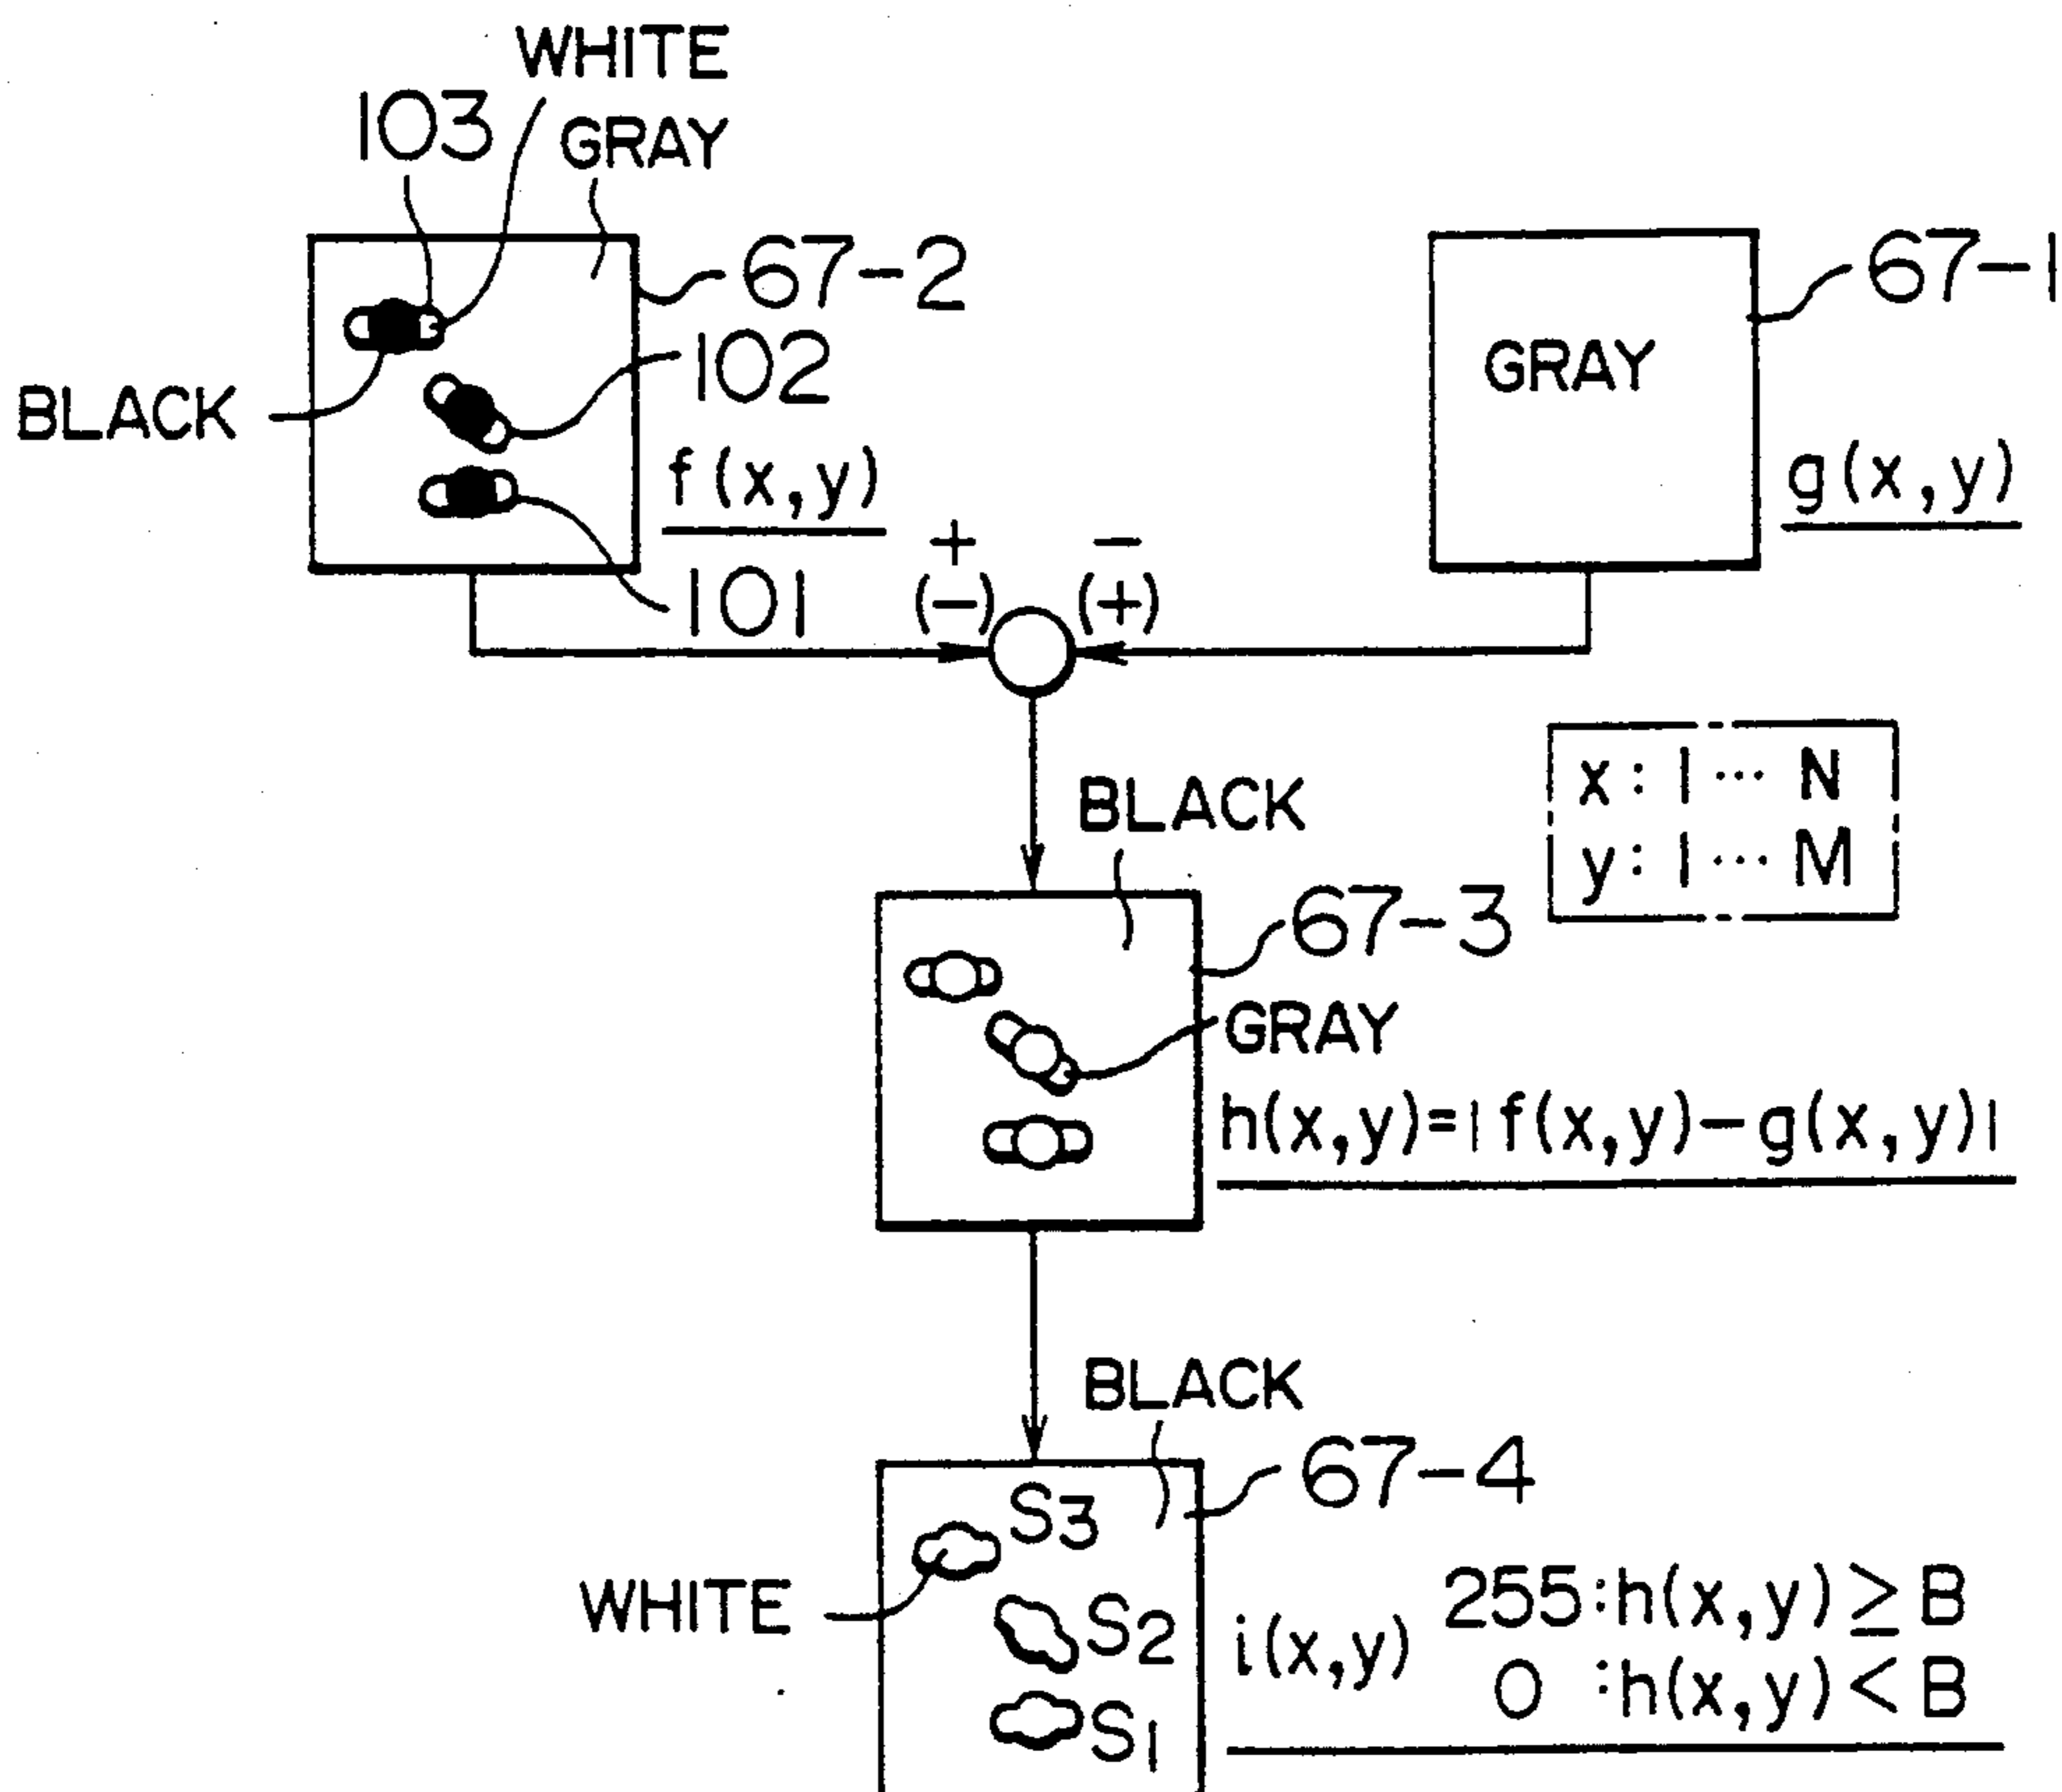 WHITE
103
GRAY
67-2
67-1
102
GRAY
BLACK
f(x,y)
g(x,y)
+
−
(−)
(+)
101
x: 1 ··· N
y: 1 ··· M
BLACK
67-3
GRAY
h(x,y)=|f(x,y)−g(x,y)|
BLACK
67-4
S3
WHITE
S2
i(x,y)
255:h(x,y)≥B
0 :h(x,y)<B
S1